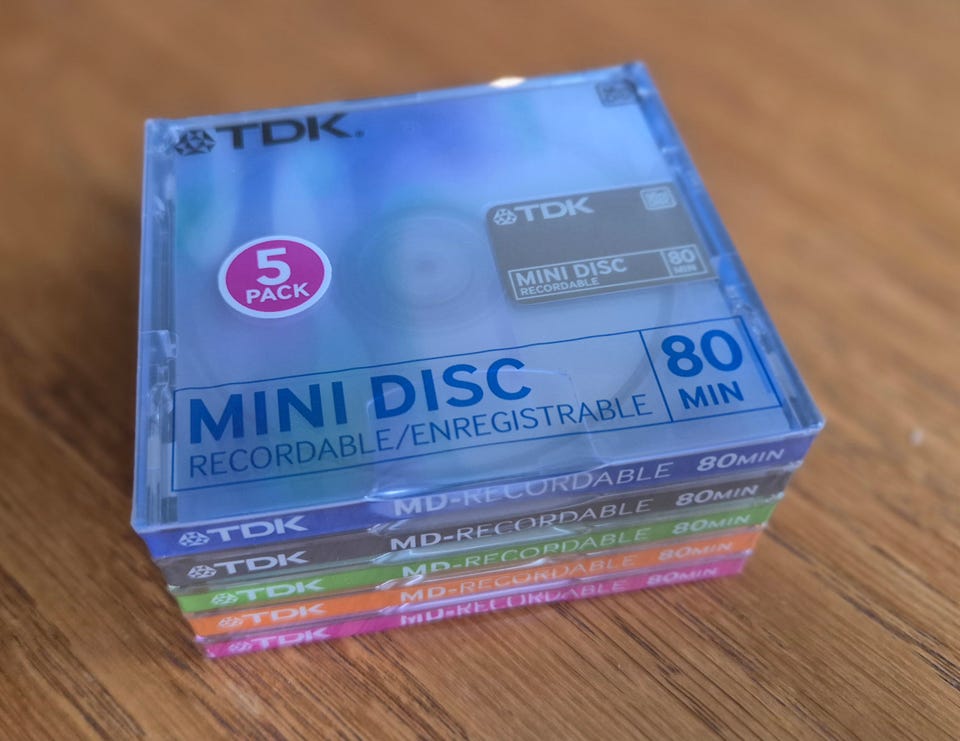 TDK
5
PACK
TDK
MINI DISC
RECORDABLE
80
MIN
MINI DISC
RECORDABLE/ENREGISTRABLE
80
MIN
TDK MD-RECORDABLE 80MIN
TDK MD-RECORDABLE 80MIN
TDK MD-RECORDABLE 80MIN
TDK MD-RECORDABLE 80MIN
TDK MD-RECORDABLE 80MIN